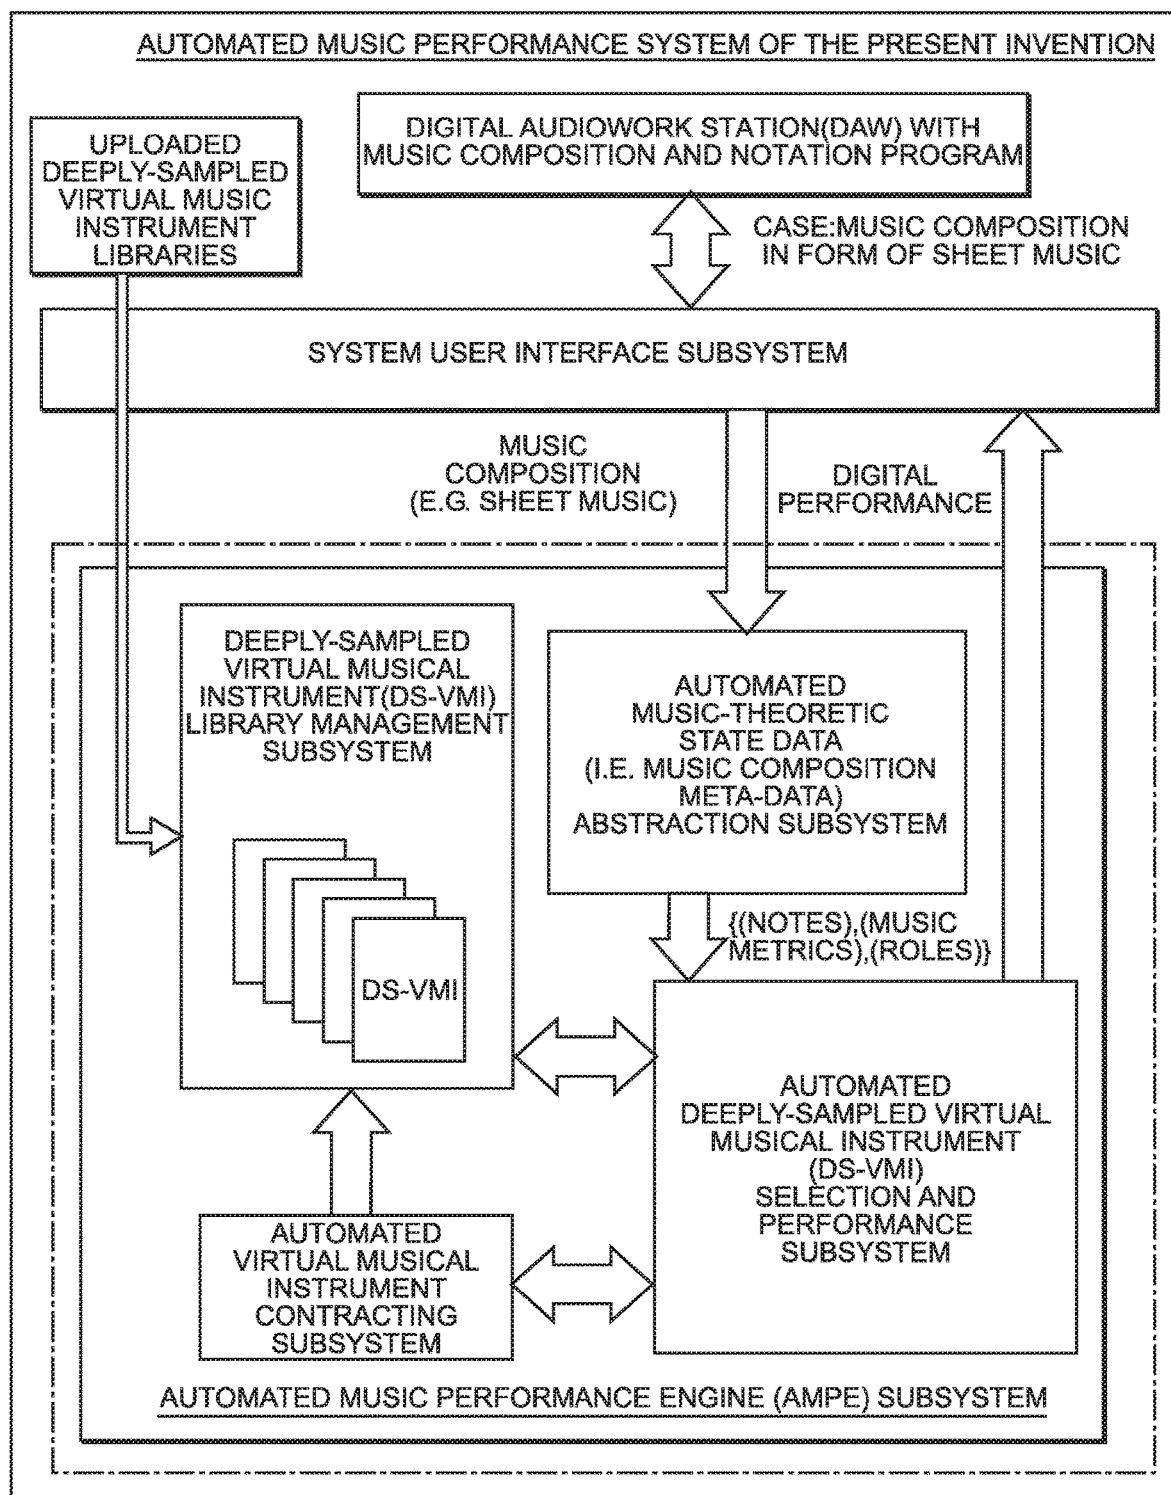 AUTOMATED MUSIC PERFORMANCE SYSTEM OF THE PRESENT INVENTION
UPLOADED
DEEPLY-SAMPLED
VIRTUAL MUSIC
INSTRUMENT
LIBRARIES
DIGITAL AUDIOWORK STATION(DAW) WITH
MUSIC COMPOSITION AND NOTATION PROGRAM
CASE:MUSIC COMPOSITION
IN FORM OF SHEET MUSIC
SYSTEM USER INTERFACE SUBSYSTEM
MUSIC
COMPOSITION
(E.G. SHEET MUSIC)
DIGITAL
PERFORMANCE
DEEPLY-SAMPLED
VIRTUAL MUSICAL
INSTRUMENT(DS-VMI)
LIBRARY MANAGEMENT
SUBSYSTEM
DS-VMI
AUTOMATED
MUSIC-THEORETIC
STATE DATA
(I.E. MUSIC COMPOSITION
META-DATA)
ABSTRACTION SUBSYSTEM
{(NOTES),(MUSIC
METRICS),(ROLES)}
AUTOMATED
DEEPLY-SAMPLED VIRTUAL
MUSICAL INSTRUMENT
(DS-VMI)
SELECTION AND
PERFORMANCE
SUBSYSTEM
AUTOMATED
VIRTUAL MUSICAL
INSTRUMENT
CONTRACTING
SUBSYSTEM
AUTOMATED MUSIC PERFORMANCE ENGINE (AMPE) SUBSYSTEM